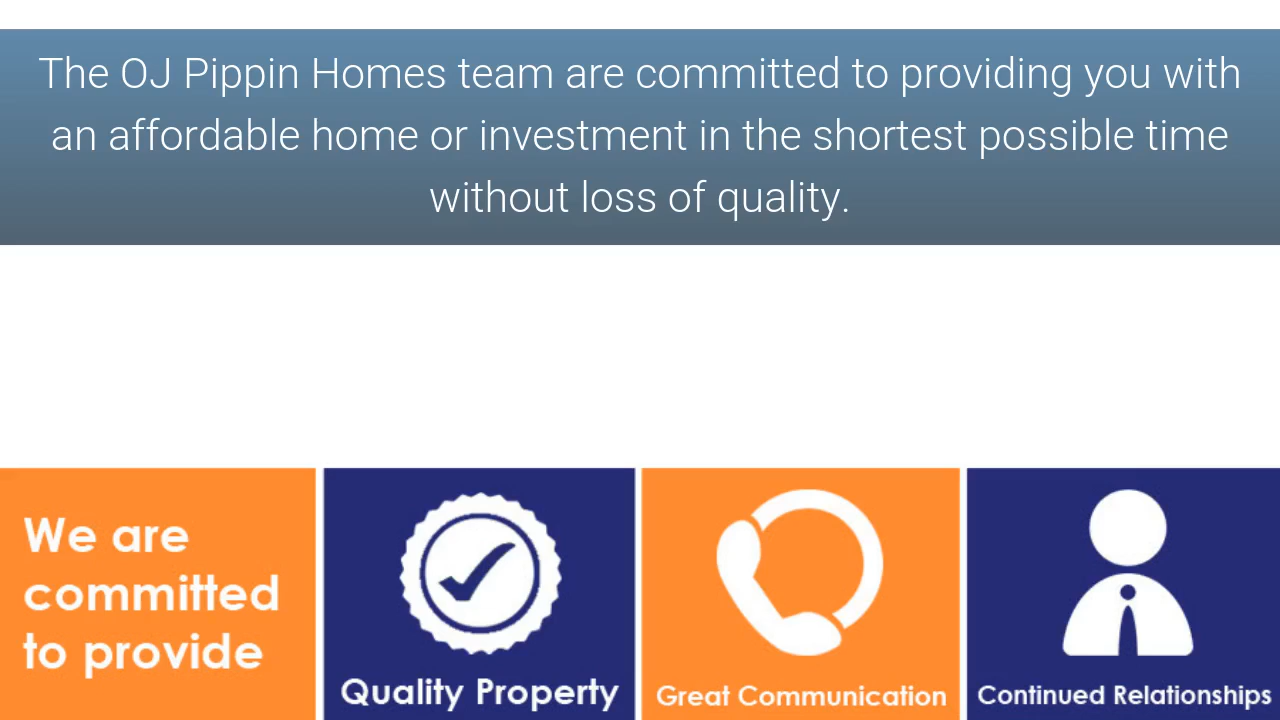 The OJ Pippin Homes team are committed to providing you with
an affordable home or investment in the shortest possible time
without loss of quality.
We are
committed
to provide
Quality Property
Great Communication
Continued Relationships